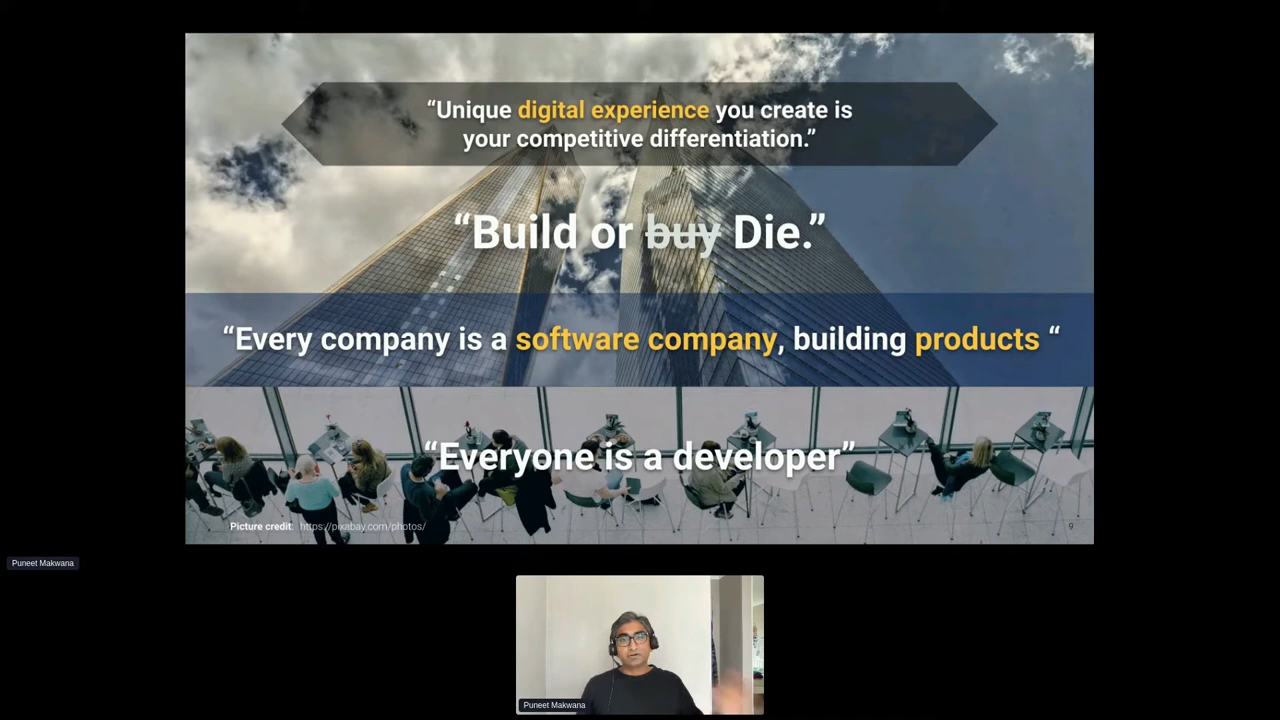 “Unique digital experience you create is
your competitive differentiation.”
“Build or buy Die.”
“Every company is a software company, building products “
“Everyone is a developer”
Picture credit: https://pixabay.com/photos/
9
Puneet Makwana
Puneet Makwana